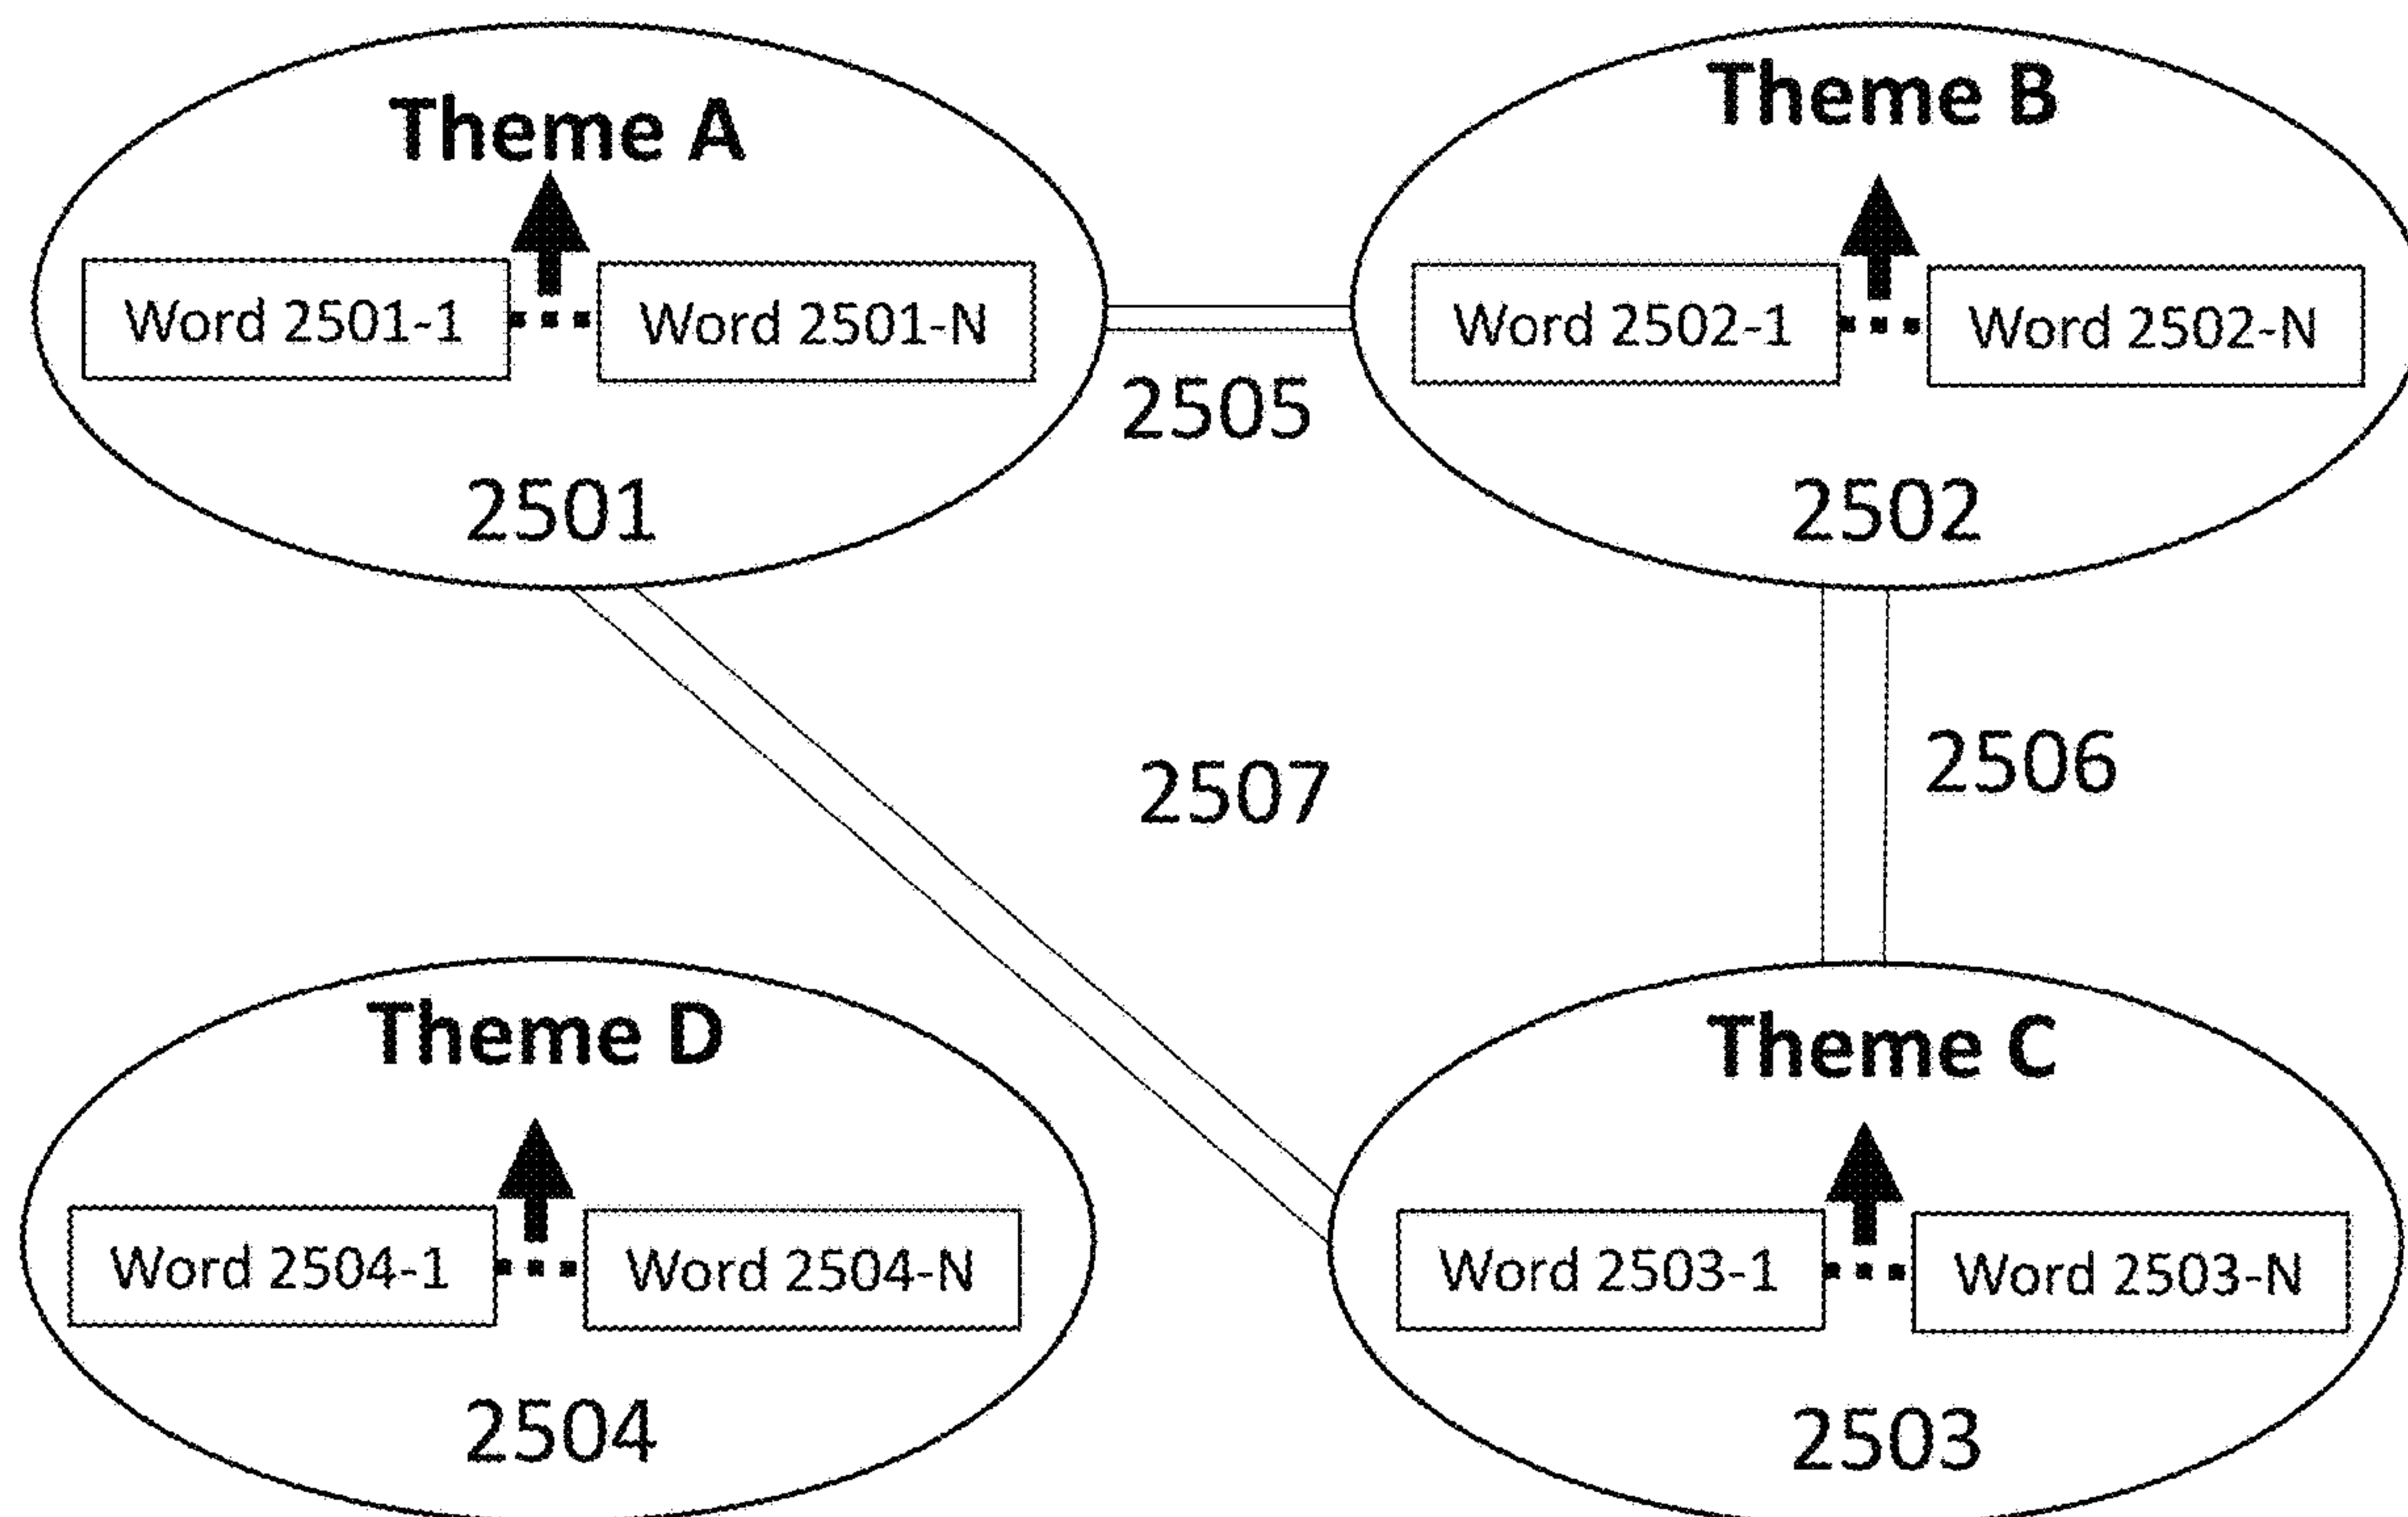 Theme A
Word 2501-1
Word 2501-N
2501
2505
Theme B
Word 2502-1
Word 2502-N
2502
2507
2506
Theme D
Word 2504-1
Word 2504-N
2504
Theme C
Word 2503-1
Word 2503-N
2503